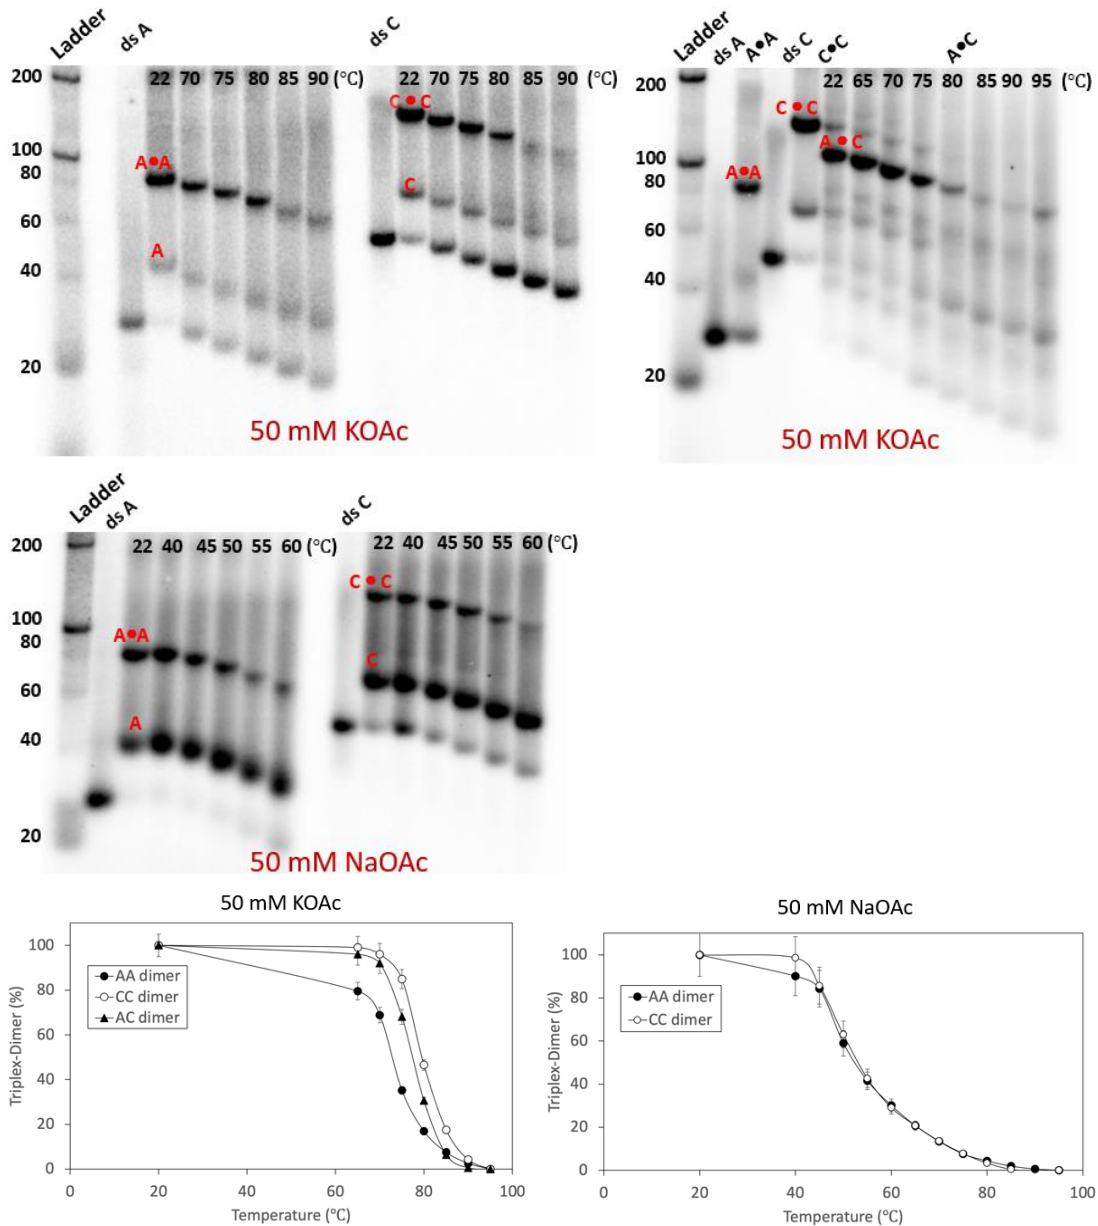 Ladder
ds A
ds C
22 70 75 80 85 90 (°C)
22 70 75 80 85 90 (°C)
200
100
80
60
40
20
A●A
A
C●C
C
50 mM KOAc
Ladder
ds A
A●A
ds C
C●C
A●C
22 65 70 75 80 85 90 95 (°C)
200
100
80
60
40
20
C●C
A●C
A●A
50 mM KOAc
Ladder
ds A
ds C
22 40 45 50 55 60 (°C)
22 40 45 50 55 60 (°C)
200
100
80
60
40
20
A●A
A
C●C
C
50 mM NaOAc
50 mM KOAc
Triplex-Dimer (%)
100
80
60
40
20
0
AA dimer
CC dimer
AC dimer
0 20 40 60 80 100
Temperature (°C)
50 mM NaOAc
Triplex-Dimer (%)
100
80
60
40
20
0
AA dimer
CC dimer
0 20 40 60 80 100
Temperature (°C)